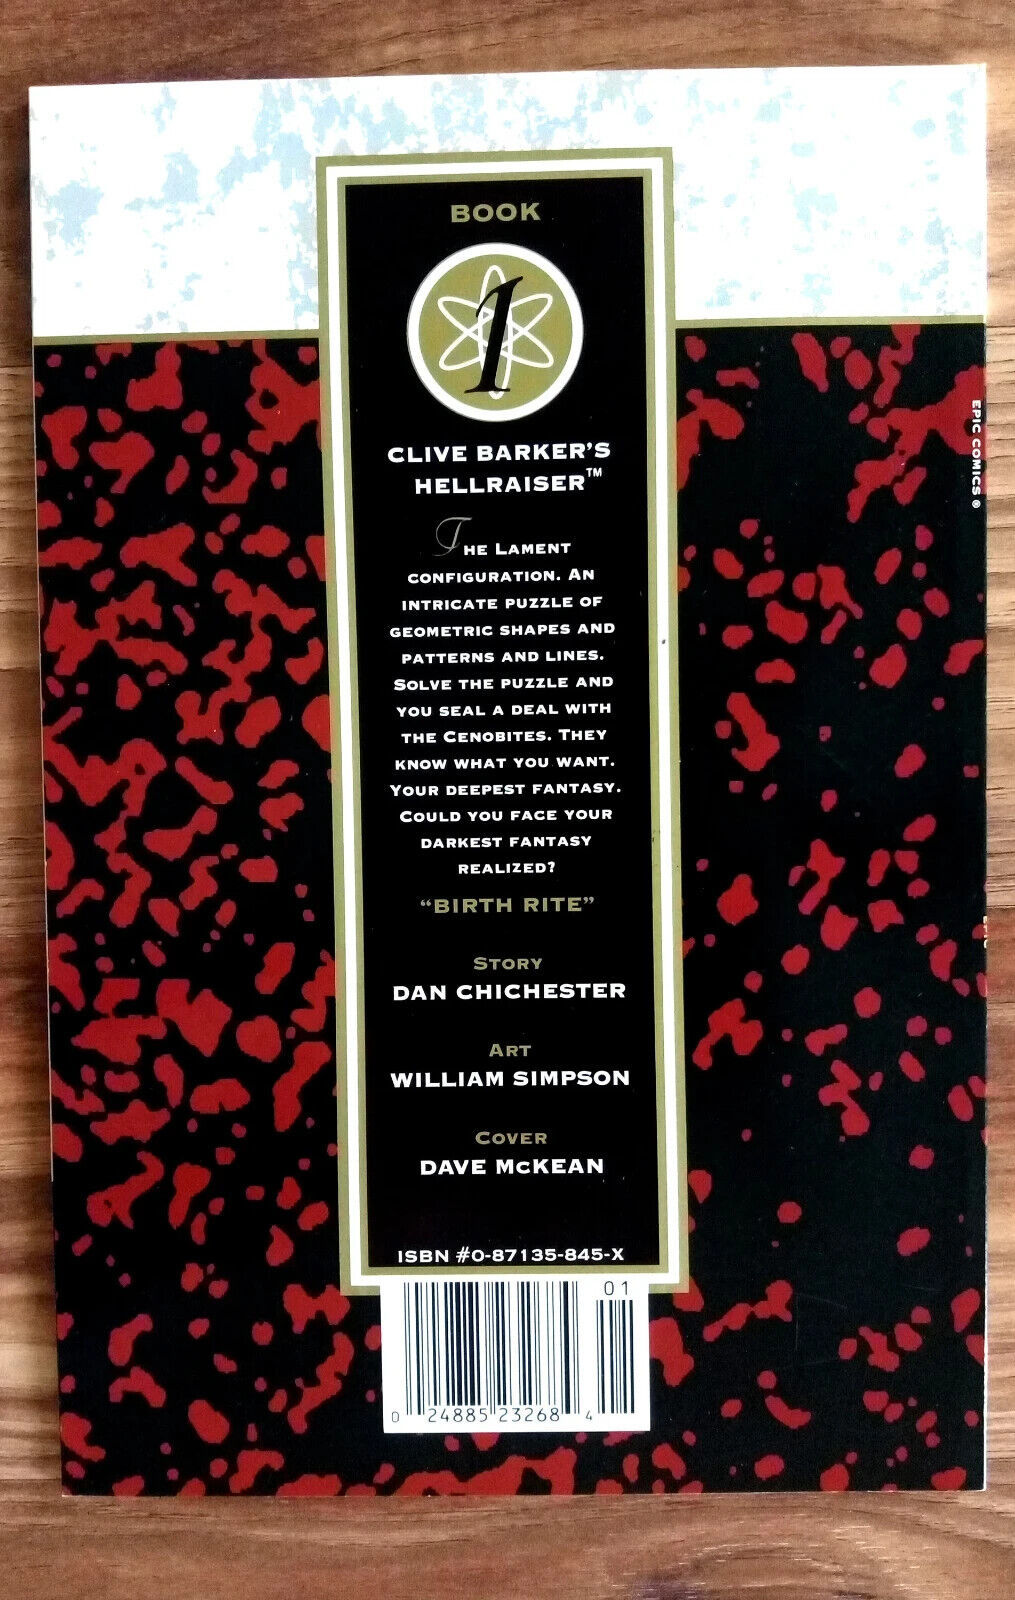 BOOK
1
CLIVE BARKER'S
HELLRAISER™
THE LAMENT
CONFIGURATION. AN
INTRICATE PUZZLE OF
GEOMETRIC SHAPES AND
PATTERNS AND LINES.
SOLVE THE PUZZLE AND
YOU SEAL A DEAL WITH
THE CENOBITES. THEY
KNOW WHAT YOU WANT.
YOUR DEEPEST FANTASY.
COULD YOU FACE YOUR
DARKEST FANTASY
REALIZED?
“BIRTH RITE”
STORY
DAN CHICHESTER
ART
WILLIAM SIMPSON
COVER
DAVE McKEAN
ISBN #0-87135-845-X
01
0 24885 23268 4
EPIC COMICS ®
EPIC